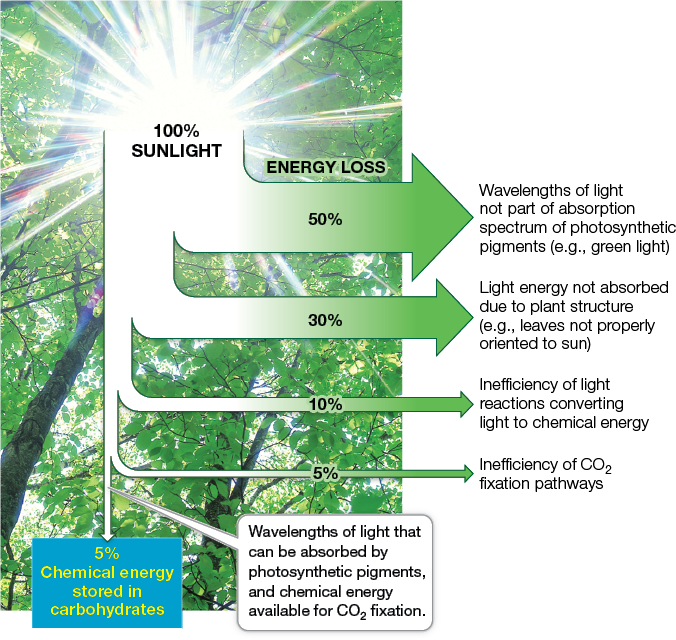 100%
SUNLIGHT
ENERGY LOSS
50%
Wavelengths of light
not part of absorption
spectrum of photosynthetic
pigments (e.g., green light)
30%
Light energy not absorbed
due to plant structure
(e.g., leaves not properly
oriented to sun)
10%
Inefficiency of light
reactions converting
light to chemical energy
5%
Inefficiency of CO₂
fixation pathways
Wavelengths of light that
can be absorbed by
photosynthetic pigments,
and chemical energy
available for CO₂ fixation.
5%
Chemical energy
stored in
carbohydrates